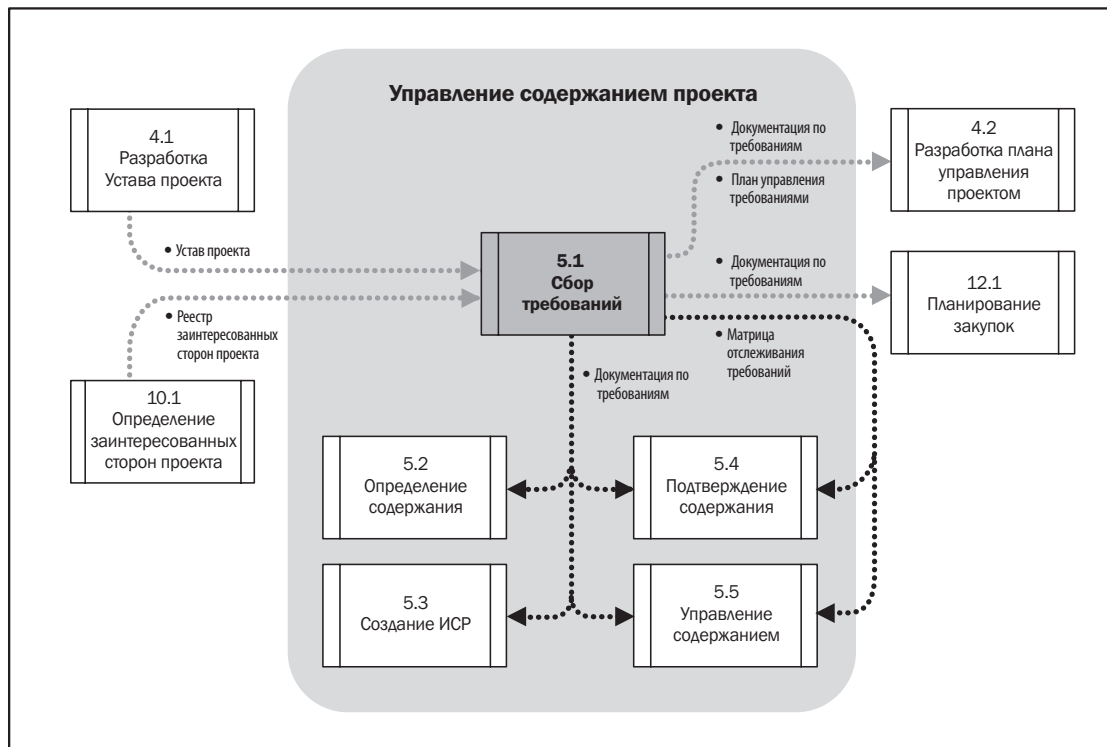 Управление содержанием проекта
4.1
Разработка
Устава проекта
• Устав проекта
• Реестр
заинтересованных
сторон проекта
10.1
Определение
заинтересованных
сторон проекта
5.1
Сбор
требований
• Документация по
требованиям
• План управления
требованиями
4.2
Разработка плана
управления
проектом
• Документация по
требованиям
12.1
Планирование
закупок
• Матрица
отслеживания
требований
• Документация по
требованиям
5.2
Определение
содержания
5.4
Подтверждение
содержания
5.3
Создание ИСР
5.5
Управление
содержанием